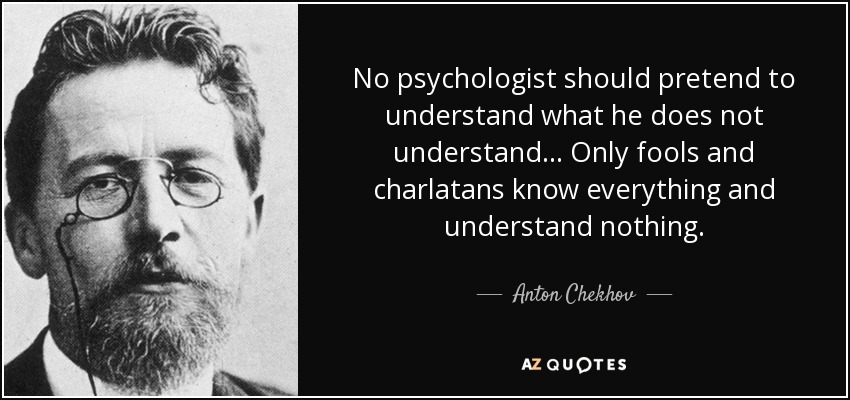 No psychologist should pretend to
understand what he does not
understand... Only fools and
charlatans know everything and
understand nothing.
Anton Chekhov
AZ QUOTES